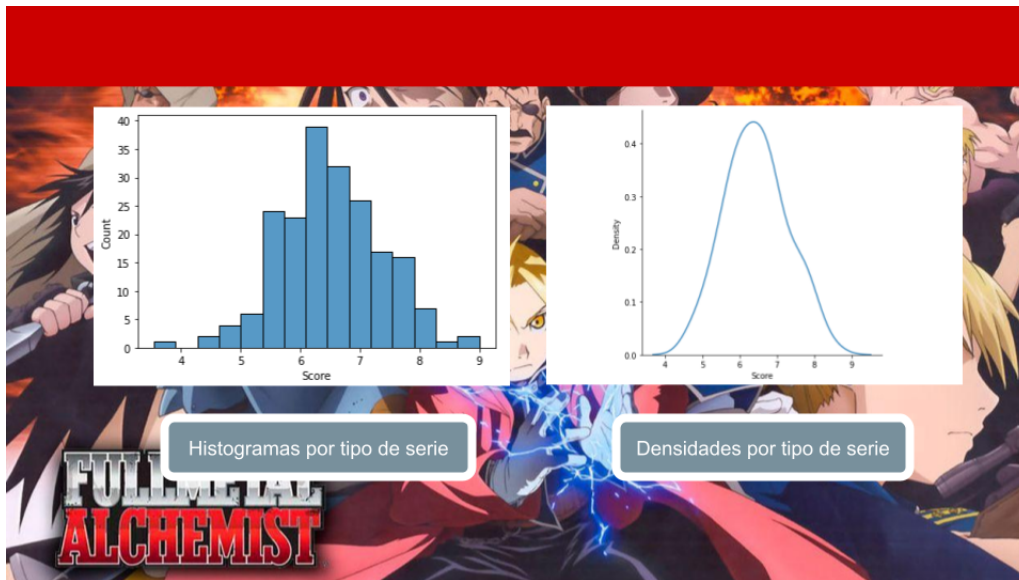 40
35
30
25
20
15
10
5
0
Count
4 5 6 7 8 9
Score
0.4
0.3
0.2
0.1
0.0
Density
4 5 6 7 8 9
Score
Histogramas por tipo de serie
Densidades por tipo de serie
FULLMETAL
ALCHEMIST